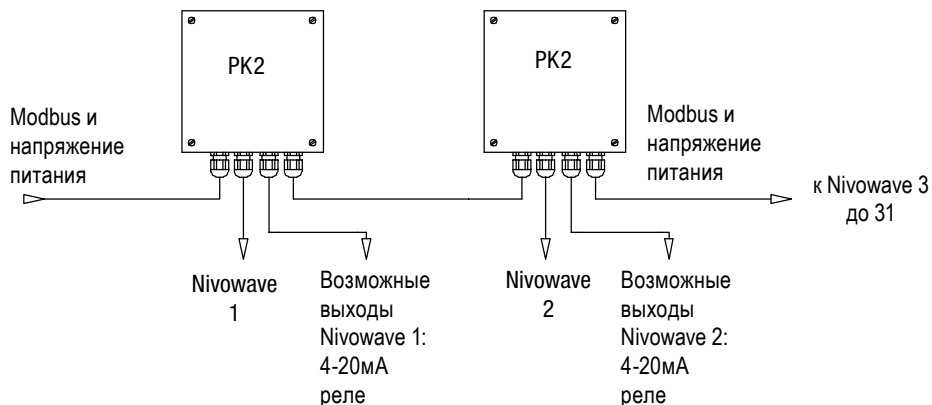 PK2
PK2
Modbus и
напряжение
питания
Modbus и
напряжение
питания
к Nivowave 3
до 31
Nivowave
1
Возможные
выходы
Nivowave 1:
4-20мА
реле
Nivowave
2
Возможные
выходы
Nivowave 2:
4-20мА
реле